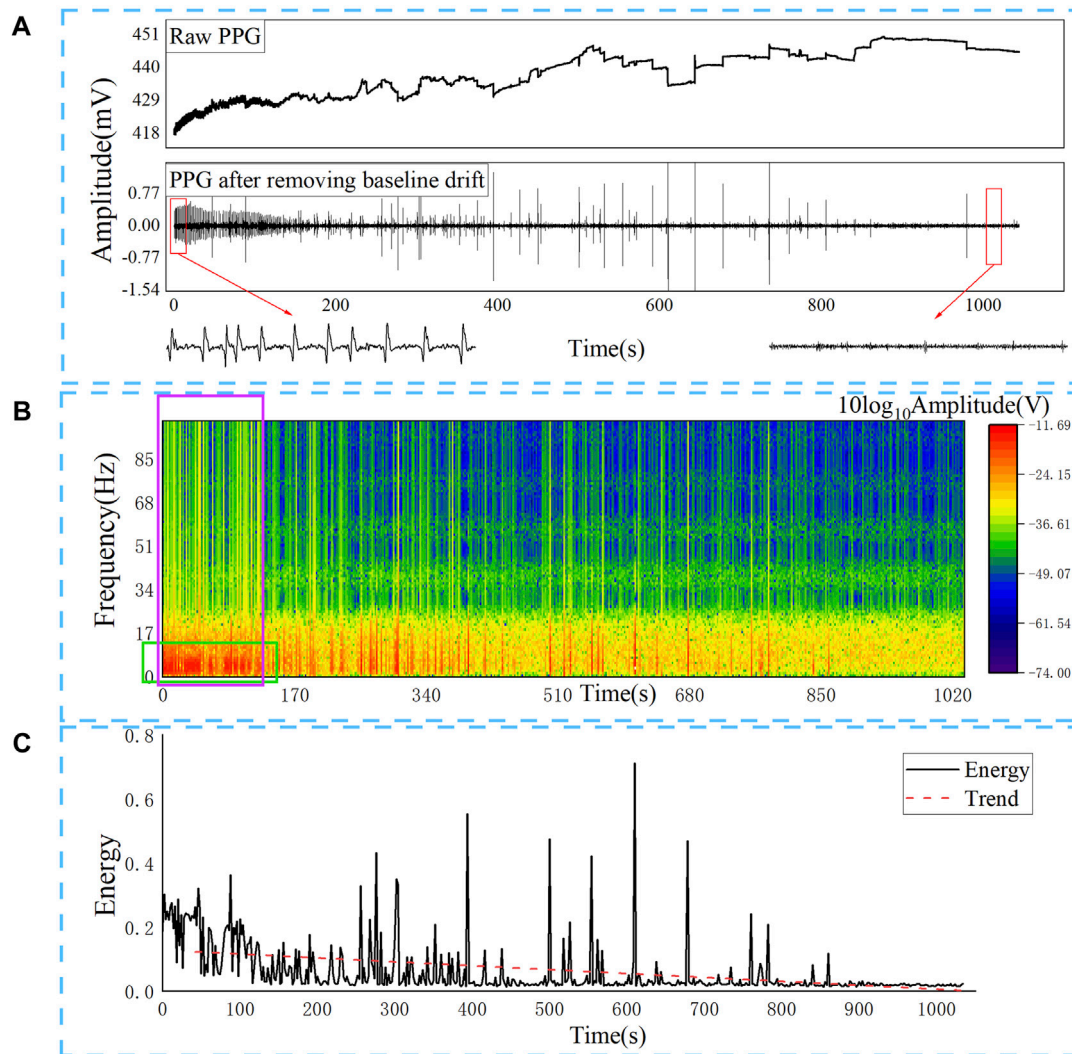 A
Raw PPG
451
440
429
418
Amplitude(mV)
PPG after removing baseline drift
0.77
0.00
-0.77
-1.54
0 200 400 600 800 1000
Time(s)
B
10log10Amplitude(V)
85
68
51
34
17
0
Frequency(Hz)
-11.69
-24.15
-36.61
-49.07
-61.54
-74.00
0 170 340 510 680 850 1020
Time(s)
C
0.8
0.6
0.4
0.2
0.0
Energy
Energy
Trend
0 100 200 300 400 500 600 700 800 900 1000
Time(s)